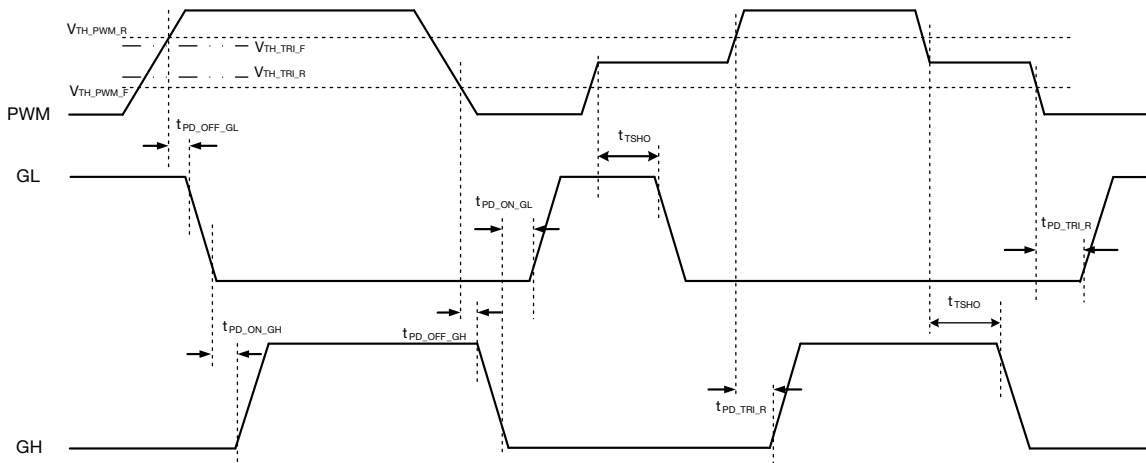 VTH_PWM_R
VTH_TRI_F
VTH_TRI_R
VTH_PWM_F
PWM
tPD_OFF_GL
tTSHO
GL
tPD_ON_GL
tPD_TRI_R
tTSHO
tPD_ON_GH
tPD_OFF_GH
tPD_TRI_R
GH